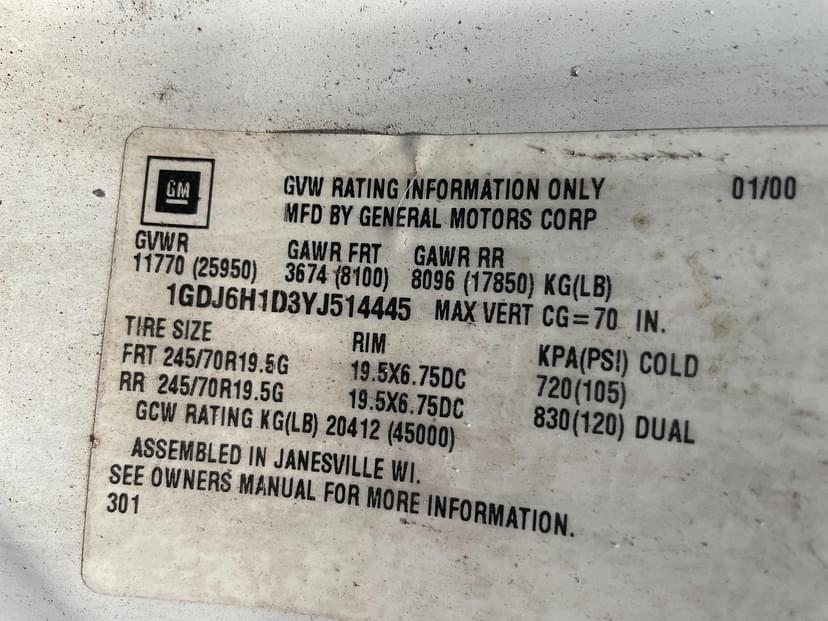 GM
GVW RATING INFORMATION ONLY 01/00
MFD BY GENERAL MOTORS CORP
GVWR GAWR FRT GAWR RR
11770 (25950) 3674 (8100) 8096 (17850) KG(LB)
1GDJ6H1D3YJ514445 MAX VERT CG=70 IN.
TIRE SIZE RIM KPA(PSI) COLD
FRT 245/70R19.5G 19.5X6.75DC 720(105)
RR 245/70R19.5G 19.5X6.75DC 830(120) DUAL
GCW RATING KG(LB) 20412 (45000)
ASSEMBLED IN JANESVILLE WI.
SEE OWNERS MANUAL FOR MORE INFORMATION.
301